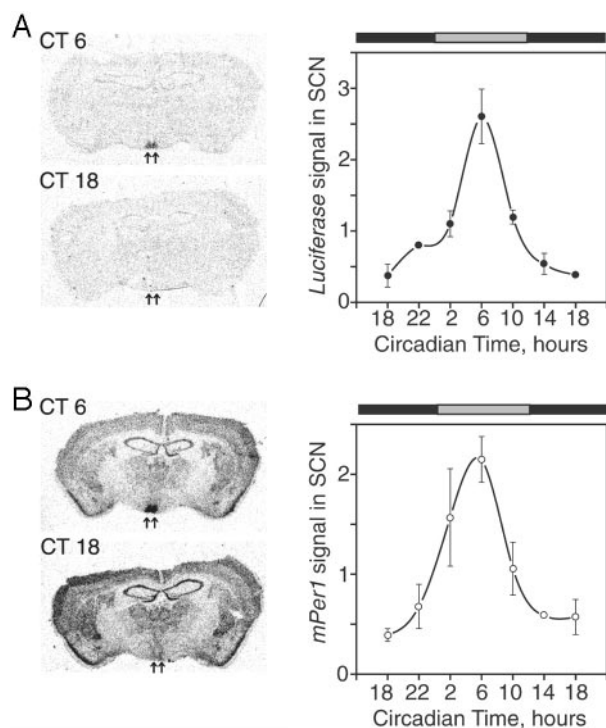 A
CT 6
↑↑
CT 18
↑↑
Luciferase signal in SCN
3
2
1
0
18 22 2 6 10 14 18
Circadian Time, hours
B
CT 6
↑↑
CT 18
↑↑
mPer1 signal in SCN
2
1
0
18 22 2 6 10 14 18
Circadian Time, hours